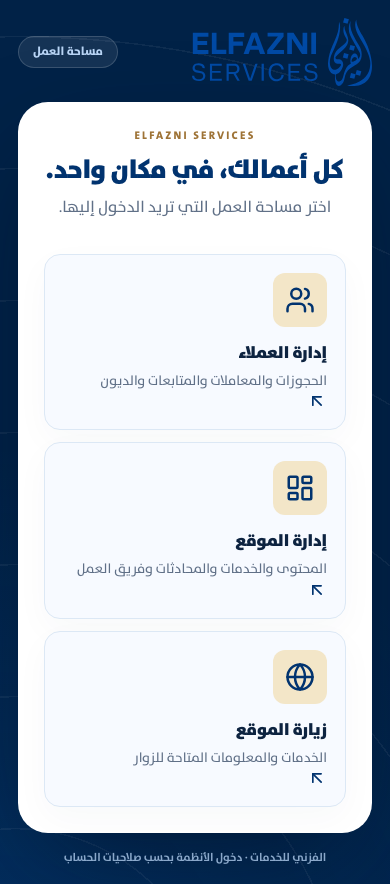 ELFAZNI
SERVICES
الفزني
مساحة العمل
ELFAZNI SERVICES
كل أعمالك، في مكان واحد.
اختر مساحة العمل التي تريد الدخول إليها.
إدارة العملاء
الحجوزات والمعاملات والمتابعات والديون
إدارة الموقع
المحتوى والخدمات والمحادثات وفريق العمل
زيارة الموقع
الخدمات والمعلومات المتاحة للزوار
الفزني للخدمات · دخول الأنظمة بحسب صلاحيات الحساب